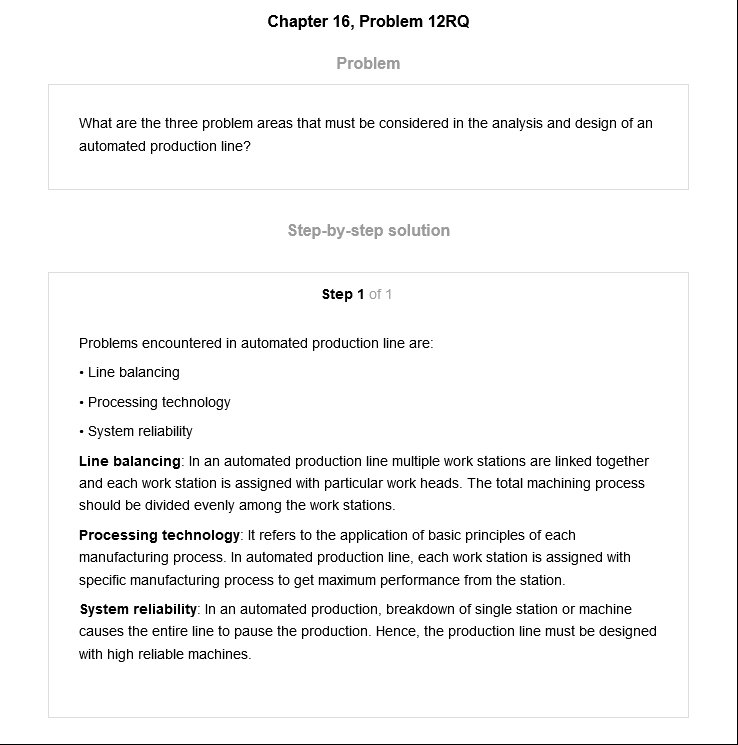 Chapter 16, Problem 12RQ
Problem
What are the three problem areas that must be considered in the analysis and design of an
automated production line?
Step-by-step solution
Step 1 of 1
Problems encountered in automated production line are:
• Line balancing
• Processing technology
• System reliability
Line balancing: In an automated production line multiple work stations are linked together
and each work station is assigned with particular work heads. The total machining process
should be divided evenly among the work stations.
Processing technology: It refers to the application of basic principles of each
manufacturing process. In automated production line, each work station is assigned with
specific manufacturing process to get maximum performance from the station.
System reliability: In an automated production, breakdown of single station or machine
causes the entire line to pause the production. Hence, the production line must be designed
with high reliable machines.